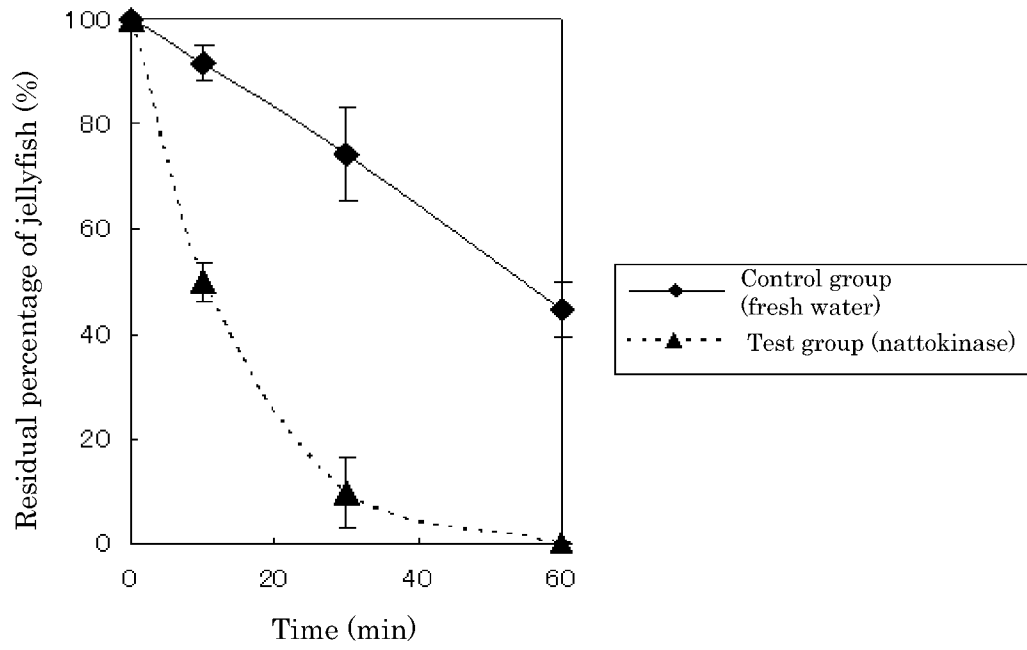 100
80
60
40
20
0
0 20 40 60
Residual percentage of jellyfish (%)
Time (min)
Control group
(fresh water)
Test group (nattokinase)